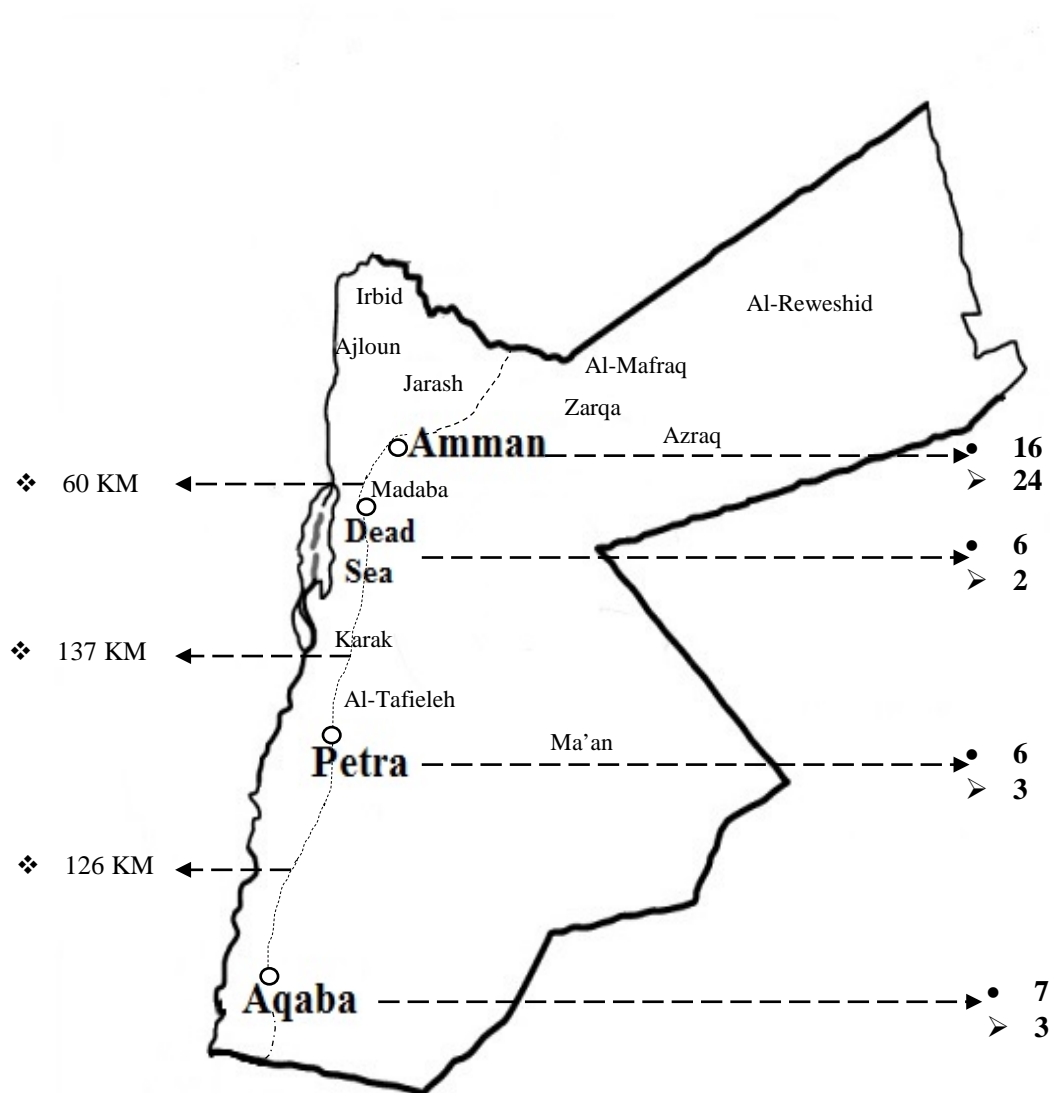 Irbid
Al-Reweshid
Ajloun
Al-Mafraq
Jarash
Zarqa
Azraq
Amman
• 16
➢ 24
❖ 60 KM
Madaba
Dead
Sea
• 6
➢ 2
Karak
❖ 137 KM
Al-Tafieleh
Ma’an
Petra
• 6
➢ 3
❖ 126 KM
Aqaba
• 7
➢ 3